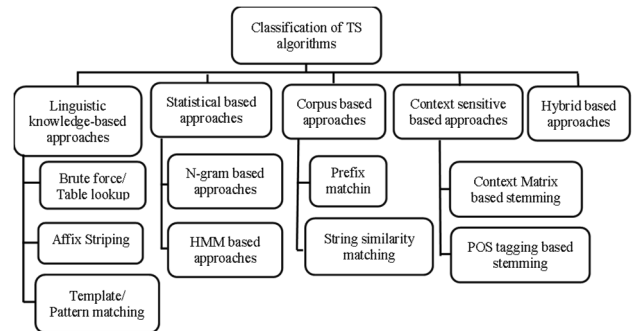 Classification of TS
algorithms
Linguistic
knowledge-based
approaches
Statistical based
approaches
Corpus based
approaches
Context sensitive
based approaches
Hybrid based
approaches
Brute force/
Table lookup
Affix Striping
Template/
Pattern matching
N-gram based
approaches
HMM based
approaches
Prefix
matchin
String similarity
matching
Context Matrix
based stemming
POS tagging based
stemming